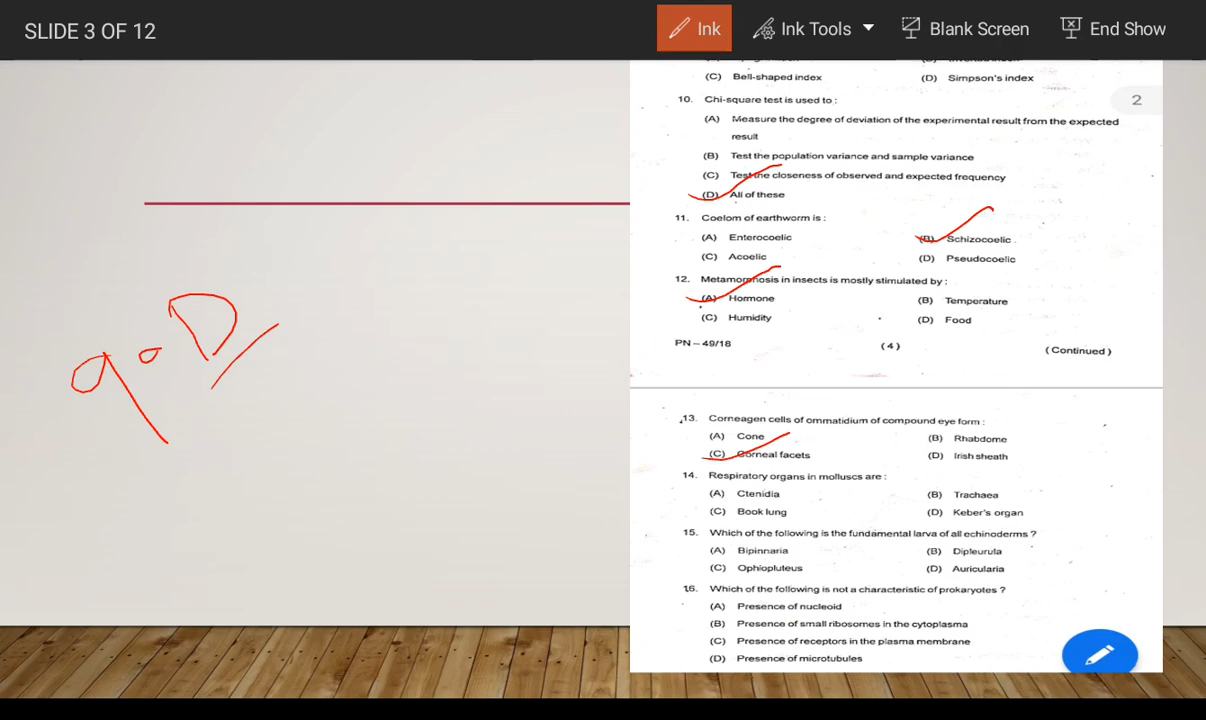 SLIDE 3 OF 12
Ink
Ink Tools
Blank Screen
End Show
2
(C) Bell-shaped index (D) Simpson's index
10. Chi-square test is used to :
(A) Measure the degree of deviation of the experimental result from the expected
result
(B) Test the population variance and sample variance
(C) Test the closeness of observed and expected frequency
(D) All of these
11. Coelom of earthworm is :
(A) Enterocoelic (B) Schizocoelic
(C) Acoelic (D) Pseudocoelic
12. Metamorphosis in insects is mostly stimulated by :
(A) Hormone (B) Temperature
(C) Humidity (D) Food
PN – 49/18 (4) (Continued)
13. Corneagen cells of ommatidium of compound eye form :
(A) Cone (B) Rhabdome
(C) Corneal facets (D) Irish sheath
14. Respiratory organs in molluscs are :
(A) Ctenidia (B) Trachaea
(C) Book lung (D) Keber's organ
15. Which of the following is the fundamental larva of all echinoderms ?
(A) Bipinnaria (B) Dipleurula
(C) Ophiopluteus (D) Auricularia
16. Which of the following is not a characteristic of prokaryotes ?
(A) Presence of nucleoid
(B) Presence of small ribosomes in the cytoplasma
(C) Presence of receptors in the plasma membrane
(D) Presence of microtubules
9. D